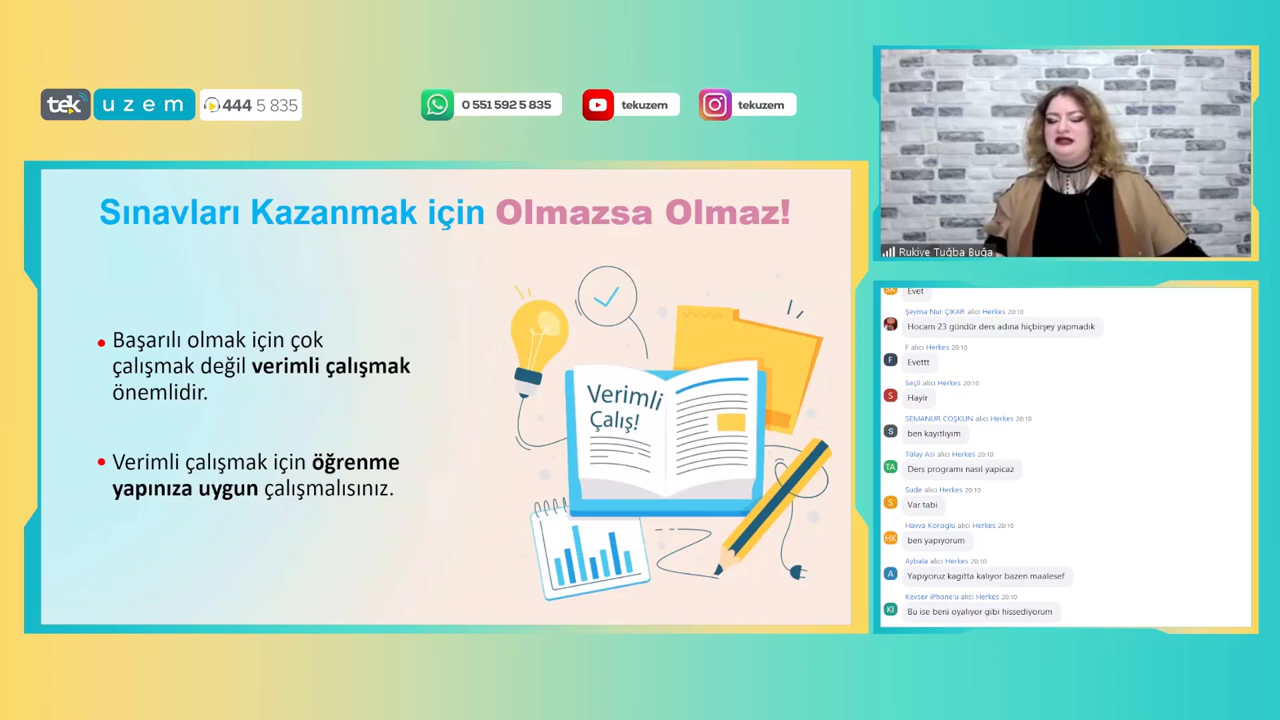 tek uzem 444 5 835
0 551 592 5 835
tekuzem
tekuzem
Sınavları Kazanmak için Olmazsa Olmaz!
• Başarılı olmak için çok
çalışmak değil verimli çalışmak
önemlidir.
• Verimli çalışmak için öğrenme
yapınıza uygun çalışmalısınız.
Verimli
Çalış!
Rukiye Tuğba Buğa
Evet
Şeyma Nur ÇIKAR alıcı Herkes 20:10
Hocam 23 gündür ders adına hiçbirşey yapmadık
F alıcı Herkes 20:10
F
Evettt
Seçil alıcı Herkes 20:10
S
Hayir
SEMANUR COŞKUN alıcı Herkes 20:10
S
ben kayıtlıyım
Tülay Asi alıcı Herkes 20:10
TA
Ders programı nasıl yapicaz
Sude alıcı Herkes 20:10
S
Var tabi
Havva Koroglu alıcı Herkes 20:10
HK
ben yapıyorum
Aybala alıcı Herkes 20:10
A
Yapıyoruz kagitta kalıyor bazen maalesef
Kevser iPhone'u alıcı Herkes 20:10
KI
Bu ise beni oyalıyor gibi hissediyorum